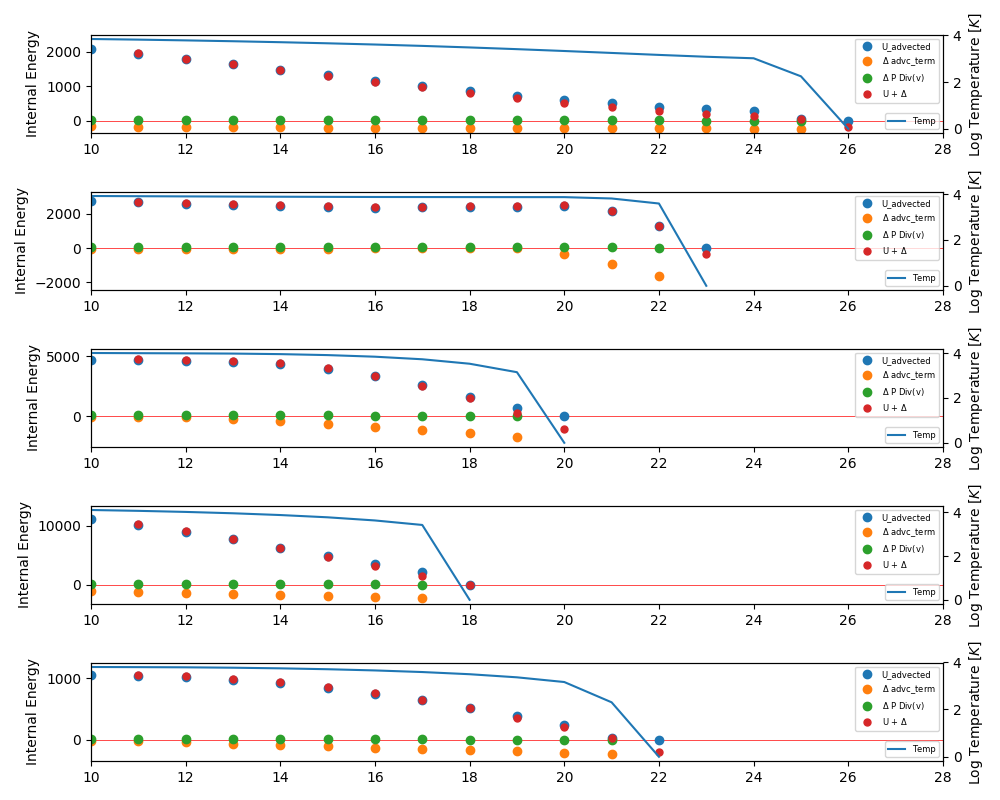 Internal Energy
2000
1000
0
U_advected
Δ advc_term
Δ P Div(v)
U + Δ
Temp
4
2
0
Log Temperature [K]
10 12 14 16 18 20 22 24 26 28
Internal Energy
2000
0
−2000
U_advected
Δ advc_term
Δ P Div(v)
U + Δ
Temp
4
2
0
Log Temperature [K]
10 12 14 16 18 20 22 24 26 28
Internal Energy
5000
0
U_advected
Δ advc_term
Δ P Div(v)
U + Δ
Temp
4
2
0
Log Temperature [K]
10 12 14 16 18 20 22 24 26 28
Internal Energy
10000
0
U_advected
Δ advc_term
Δ P Div(v)
U + Δ
Temp
4
2
0
Log Temperature [K]
10 12 14 16 18 20 22 24 26 28
Internal Energy
1000
0
U_advected
Δ advc_term
Δ P Div(v)
U + Δ
Temp
4
2
0
Log Temperature [K]
10 12 14 16 18 20 22 24 26 28